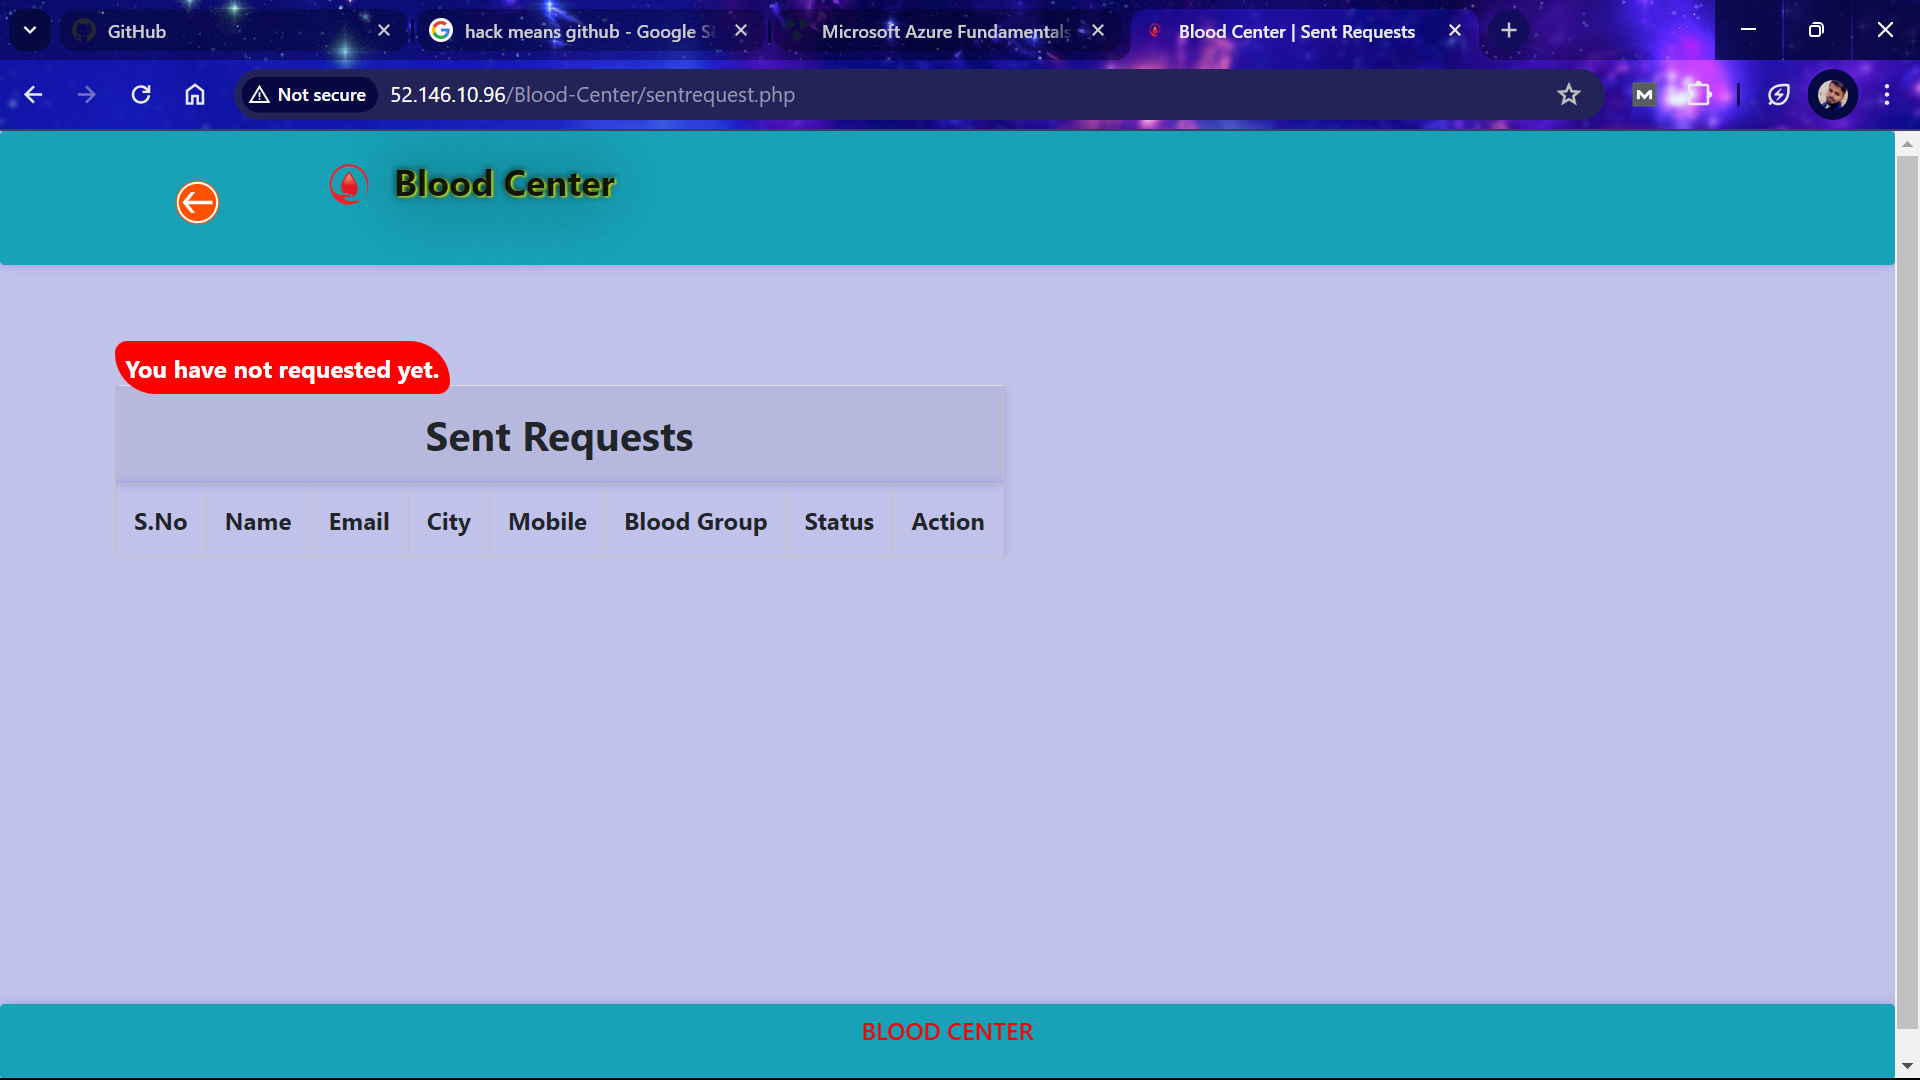 GitHub
hack means github - Google S
Microsoft Azure Fundamentals
Blood Center | Sent Requests
Not secure
52.146.10.96/Blood-Center/sentrequest.php
Blood Center
You have not requested yet.
Sent Requests
S.No Name Email City Mobile Blood Group Status Action
BLOOD CENTER